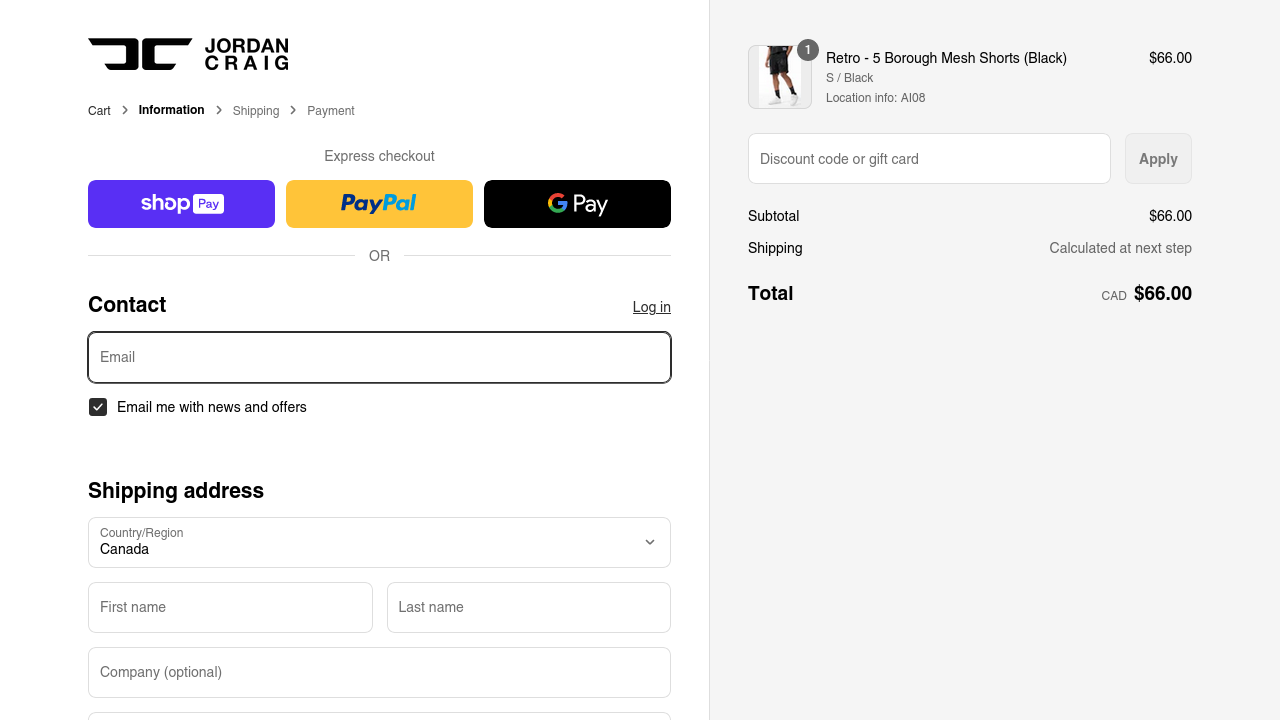 JORDAN
CRAIG
Cart
Information
Shipping
Payment
Express checkout
shop Pay
PayPal
G Pay
OR
Contact
Log in
Email
Email me with news and offers
Shipping address
Country/Region
Canada
First name
Last name
Company (optional)
1
Retro - 5 Borough Mesh Shorts (Black)
$66.00
S / Black
Location info: AI08
Discount code or gift card
Apply
Subtotal
$66.00
Shipping
Calculated at next step
Total
CAD $66.00